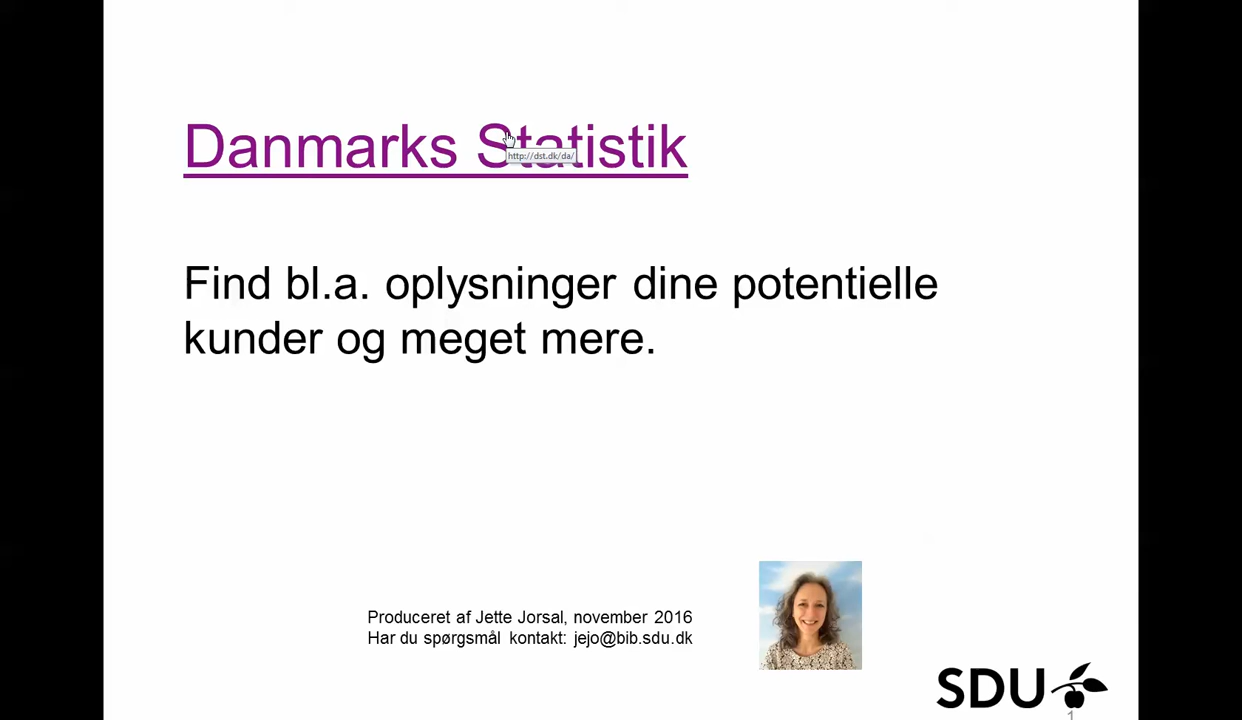 Danmarks Statistik
http://dst.dk/da/
Find bl.a. oplysninger dine potentielle
kunder og meget mere.
Produceret af Jette Jorsal, november 2016
Har du spørgsmål kontakt: jejo@bib.sdu.dk
SDU
1